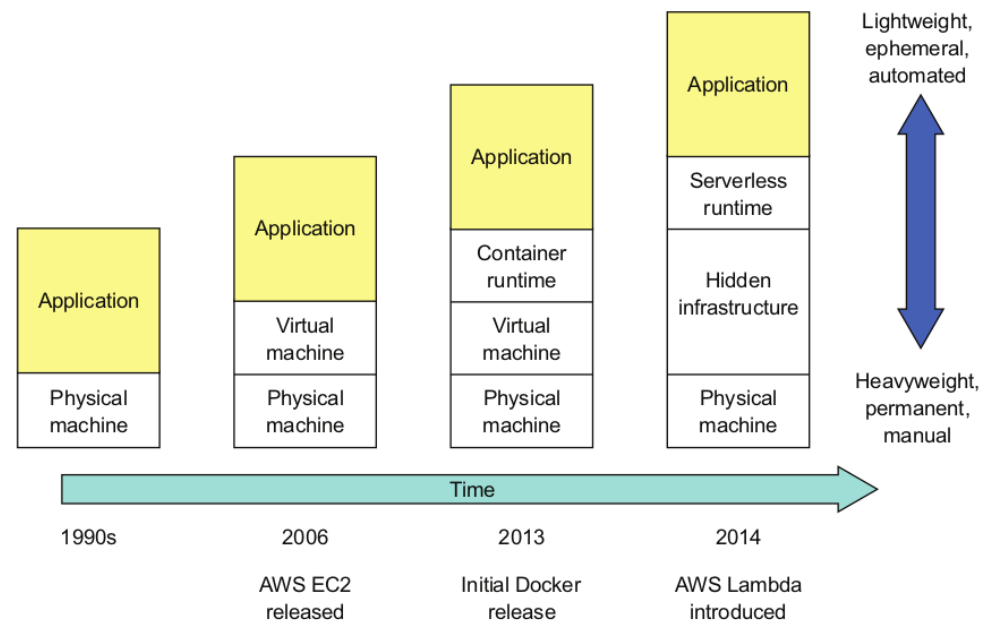 Application
Physical
machine
Application
Virtual
machine
Physical
machine
Application
Container
runtime
Virtual
machine
Physical
machine
Application
Serverless
runtime
Hidden
infrastructure
Physical
machine
Lightweight,
ephemeral,
automated
Heavyweight,
permanent,
manual
Time
1990s
2006
AWS EC2
released
2013
Initial Docker
release
2014
AWS Lambda
introduced